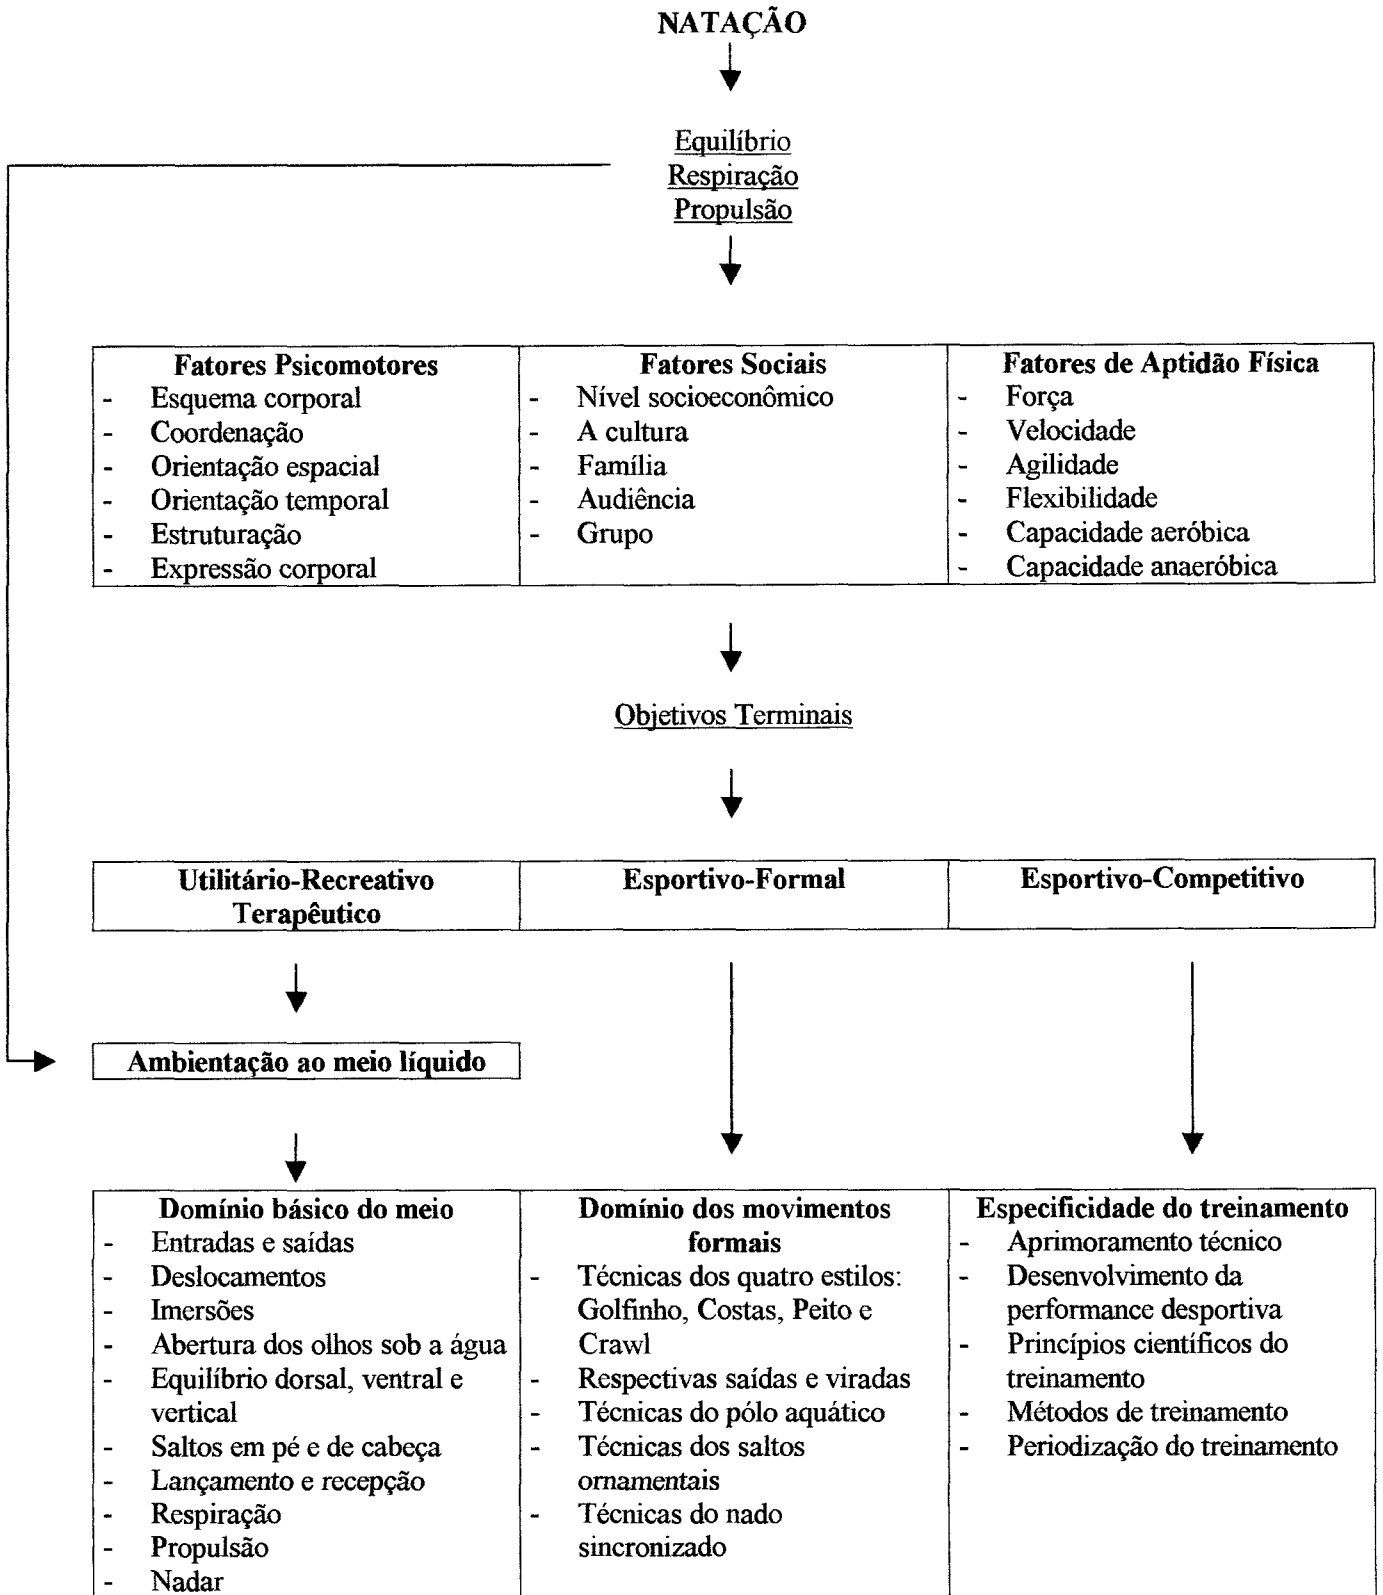 NATAÇÃO
Equilíbrio
Respiração
Propulsão
Fatores Psicomotores
- Esquema corporal
- Coordenação
- Orientação espacial
- Orientação temporal
- Estruturação
- Expressão corporal
Fatores Sociais
- Nível socioeconômico
- A cultura
- Família
- Audiência
- Grupo
Fatores de Aptidão Física
- Força
- Velocidade
- Agilidade
- Flexibilidade
- Capacidade aeróbica
- Capacidade anaeróbica
Objetivos Terminais
Utilitário-Recreativo
Terapêutico
Esportivo-Formal
Esportivo-Competitivo
Ambientação ao meio líquido
Domínio básico do meio
- Entradas e saídas
- Deslocamentos
- Imersões
- Abertura dos olhos sob a água
- Equilíbrio dorsal, ventral e
vertical
- Saltos em pé e de cabeça
- Lançamento e recepção
- Respiração
- Propulsão
- Nadar
Domínio dos movimentos
formais
- Técnicas dos quatro estilos:
Golfinho, Costas, Peito e
Crawl
- Respectivas saídas e viradas
- Técnicas do pólo aquático
- Técnicas dos saltos
ornamentais
- Técnicas do nado
sincronizado
Especificidade do treinamento
- Aprimoramento técnico
- Desenvolvimento da
performance desportiva
- Princípios científicos do
treinamento
- Métodos de treinamento
- Periodização do treinamento